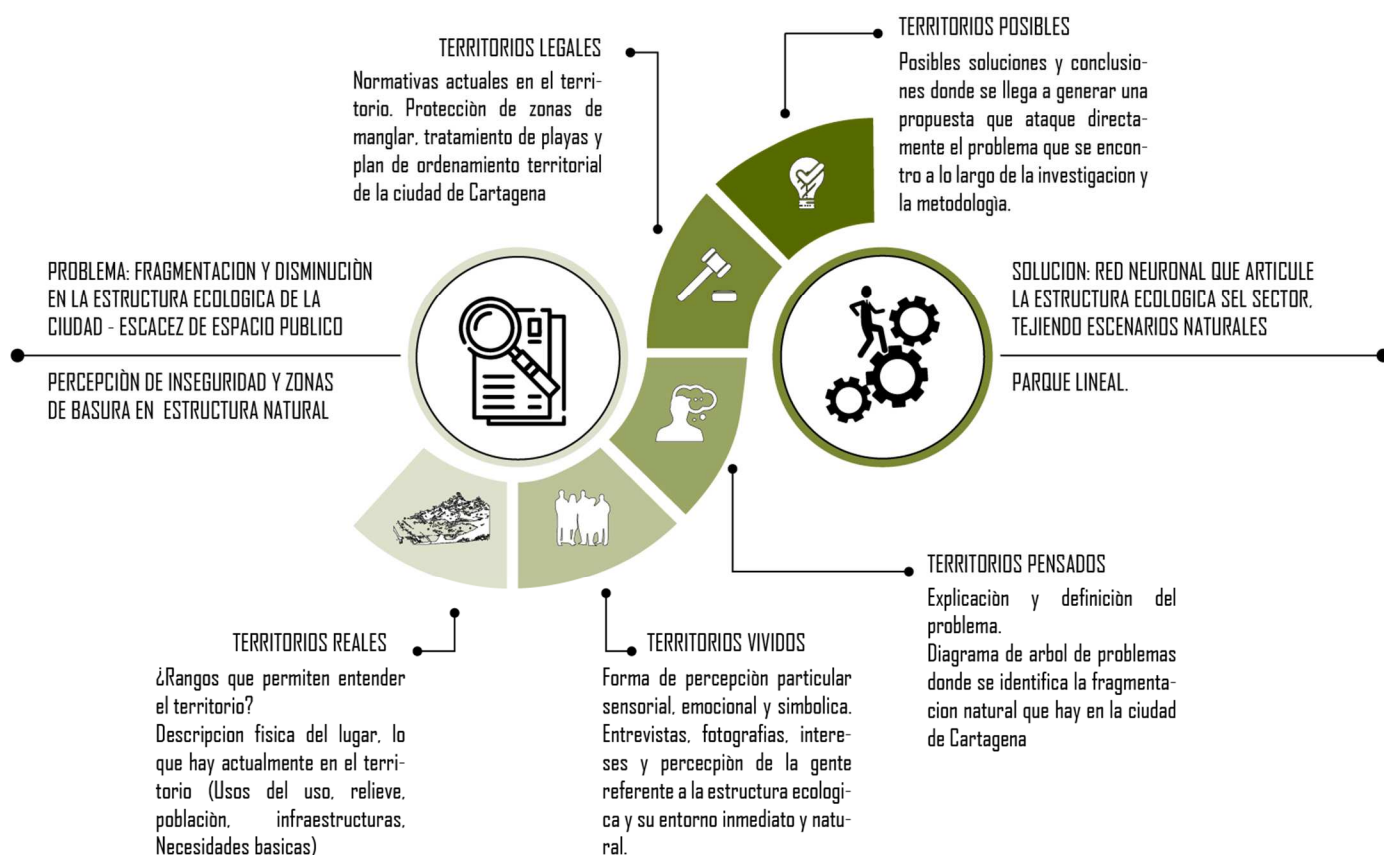 TERRITORIOS LEGALES
Normativas actuales en el terri-
torio. Protecciòn de zonas de
manglar, tratamiento de playas y
plan de ordenamiento territorial
de la ciudad de Cartagena
TERRITORIOS POSIBLES
Posibles soluciones y conclusio-
nes donde se llega a generar una
propuesta que ataque directa-
mente el problema que se encon-
tro a lo largo de la investigacion y
la metodologìa.
PROBLEMA: FRAGMENTACION Y DISMINUCIÒN
EN LA ESTRUCTURA ECOLOGICA DE LA
CIUDAD - ESCACEZ DE ESPACIO PUBLICO
PERCEPCIÒN DE INSEGURIDAD Y ZONAS
DE BASURA EN ESTRUCTURA NATURAL
SOLUCION: RED NEURONAL QUE ARTICULE
LA ESTRUCTURA ECOLOGICA SEL SECTOR,
TEJIENDO ESCENARIOS NATURALES
PARQUE LINEAL.
TERRITORIOS REALES
¿Rangos que permiten entender
el territorio?
Descripcion fisica del lugar, lo
que hay actualmente en el terri-
torio (Usos del uso, relieve,
poblaciòn, infraestructuras,
Necesidades basicas)
TERRITORIOS VIVIDOS
Forma de percepciòn particular
sensorial, emocional y simbolica.
Entrevistas, fotografias, intere-
ses y percecpiòn de la gente
referente a la estructura ecologi-
ca y su entorno inmediato y natu-
ral.
TERRITORIOS PENSADOS
Explicaciòn y definiciòn del
problema.
Diagrama de arbol de problemas
donde se identifica la fragmenta-
cion natural que hay en la ciudad
de Cartagena